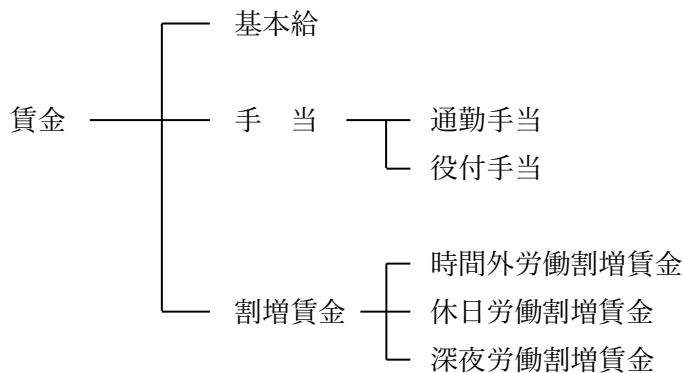 基本給
賃金
手　当
通勤手当
役付手当
割増賃金
時間外労働割増賃金
休日労働割増賃金
深夜労働割増賃金